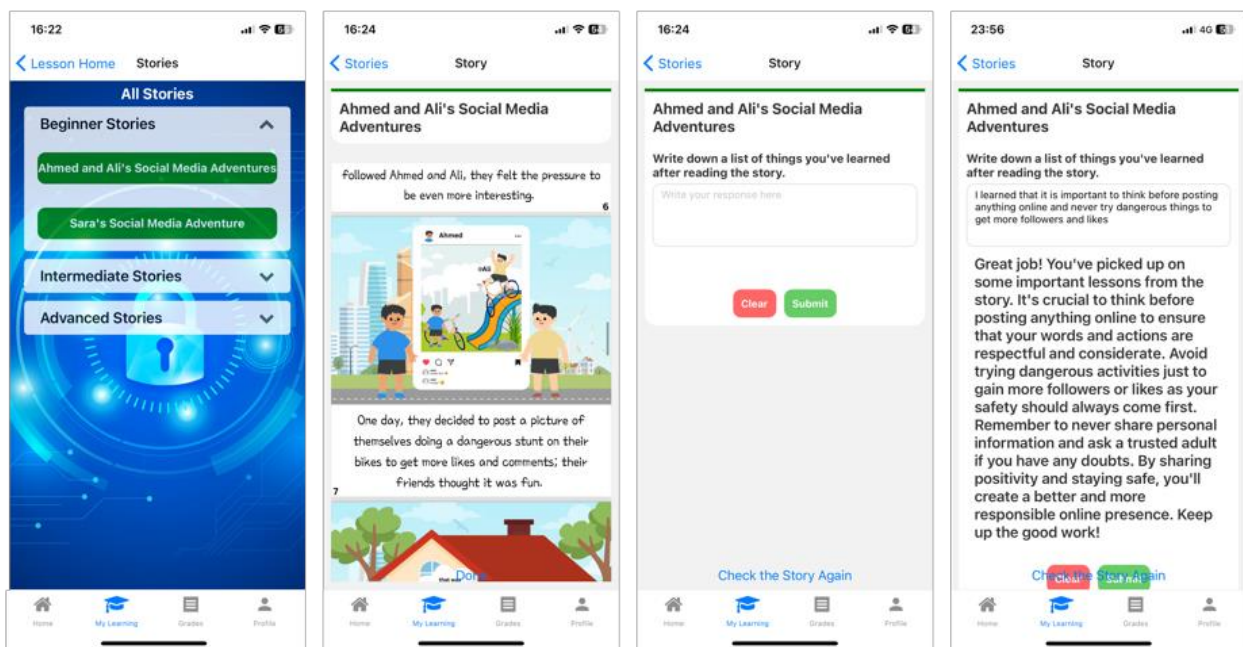 16:22
Lesson Home Stories
All Stories
Beginner Stories
Ahmed and Ali's Social Media Adventures
Sara's Social Media Adventure
Intermediate Stories
Advanced Stories
Home My Learning Grades Profile
16:24
Stories Story
Ahmed and Ali's Social Media
Adventures
followed Ahmed and Ali, they felt the pressure to
be even more interesting.
6
Ahmed
@Ali
One day, they decided to post a picture of
themselves doing a dangerous stunt on their
bikes to get more likes and comments; their
friends thought it was fun.
7
that was
Done
Home My Learning Grades Profile
16:24
Stories Story
Ahmed and Ali's Social Media
Adventures
Write down a list of things you've learned
after reading the story.
Write your response here
Clear Submit
Check the Story Again
Home My Learning Grades Profile
23:56
4G
Stories Story
Ahmed and Ali's Social Media
Adventures
Write down a list of things you've learned
after reading the story.
I learned that it is important to think before posting
anything online and never try dangerous things to
get more followers and likes
Great job! You've picked up on
some important lessons from the
story. It's crucial to think before
posting anything online to ensure
that your words and actions are
respectful and considerate. Avoid
trying dangerous activities just to
gain more followers or likes as your
safety should always come first.
Remember to never share personal
information and ask a trusted adult
if you have any doubts. By sharing
positivity and staying safe, you'll
create a better and more
responsible online presence. Keep
up the good work!
Clear Submit
Check the Story Again
Home My Learning Grades Profile